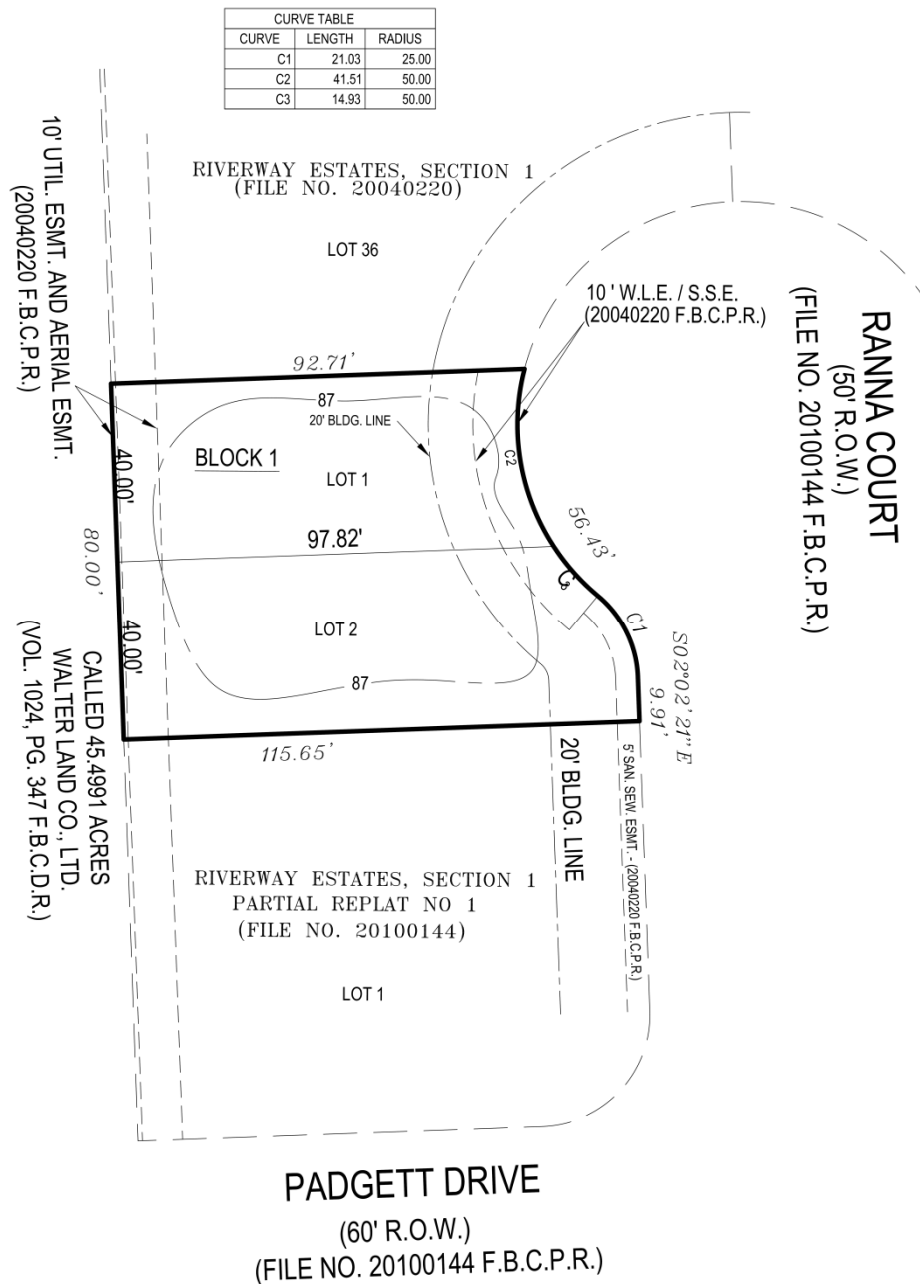 CURVE TABLE
CURVE LENGTH RADIUS
C1 21.03 25.00
C2 41.51 50.00
C3 14.93 50.00
10' UTIL. ESMT. AND AERIAL ESMT.
(20040220 F.B.C.P.R.)
RIVERWAY ESTATES, SECTION 1
(FILE NO. 20040220)
LOT 36
10 ' W.L.E. / S.S.E.
(20040220 F.B.C.P.R.)
RANNA COURT
(50' R.O.W.)
(FILE NO. 20100144 F.B.C.P.R.)
92.71'
87
20' BLDG. LINE
BLOCK 1
LOT 1
C2
40.00'
80.00'
97.82'
56.43'
C3
C1
LOT 2
40.00'
87
S02°02'21" E
9.91'
115.65'
CALLED 45.4991 ACRES
WALTER LAND CO., LTD.
(VOL. 1024, PG. 347 F.B.C.D.R.)
20' BLDG. LINE
5' SAN. SEW. ESMT. - (20040220 F.B.C.P.R.)
RIVERWAY ESTATES, SECTION 1
PARTIAL REPLAT NO 1
(FILE NO. 20100144)
LOT 1
PADGETT DRIVE
(60' R.O.W.)
(FILE NO. 20100144 F.B.C.P.R.)